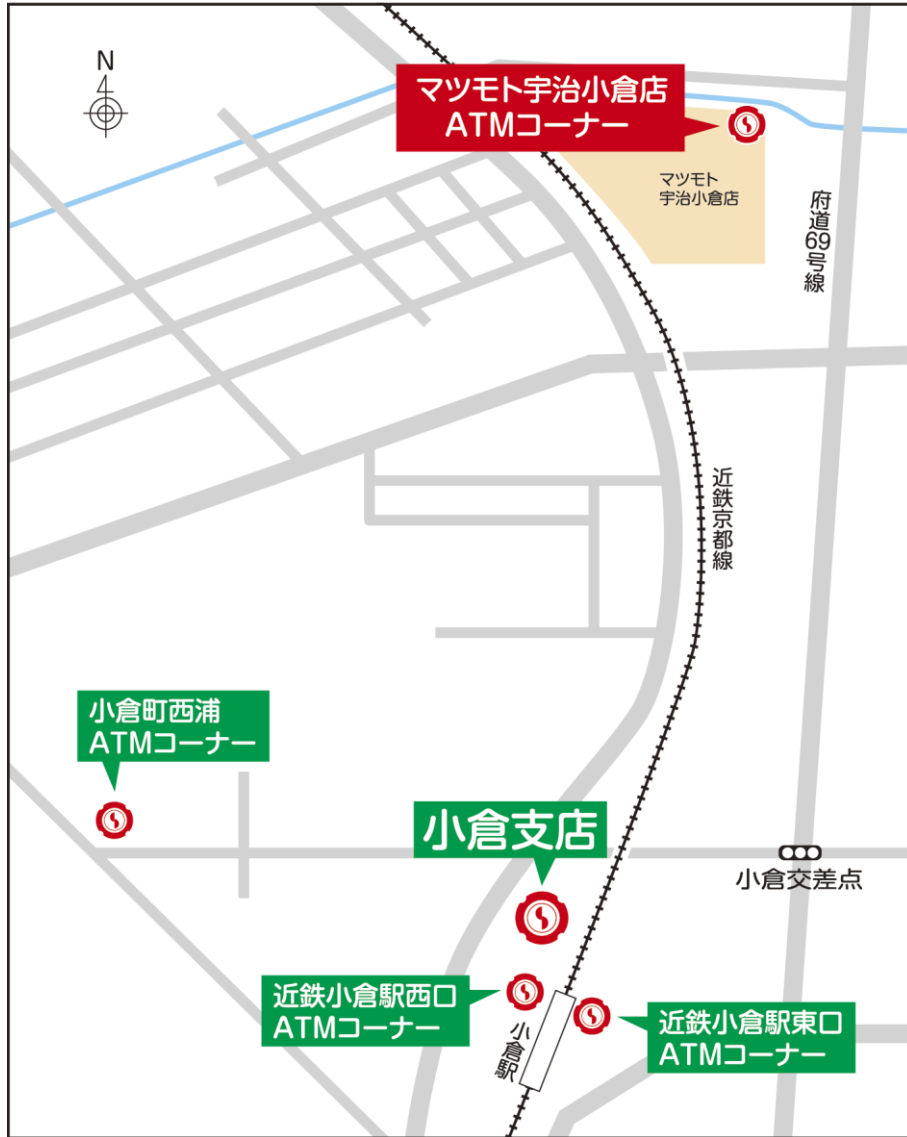 N
マツモト宇治小倉店
ATMコーナー
マツモト
宇治小倉店
府道69号線
近鉄京都線
小倉町西浦
ATMコーナー
小倉支店
小倉交差点
近鉄小倉駅西口
ATMコーナー
小倉駅
近鉄小倉駅東口
ATMコーナー